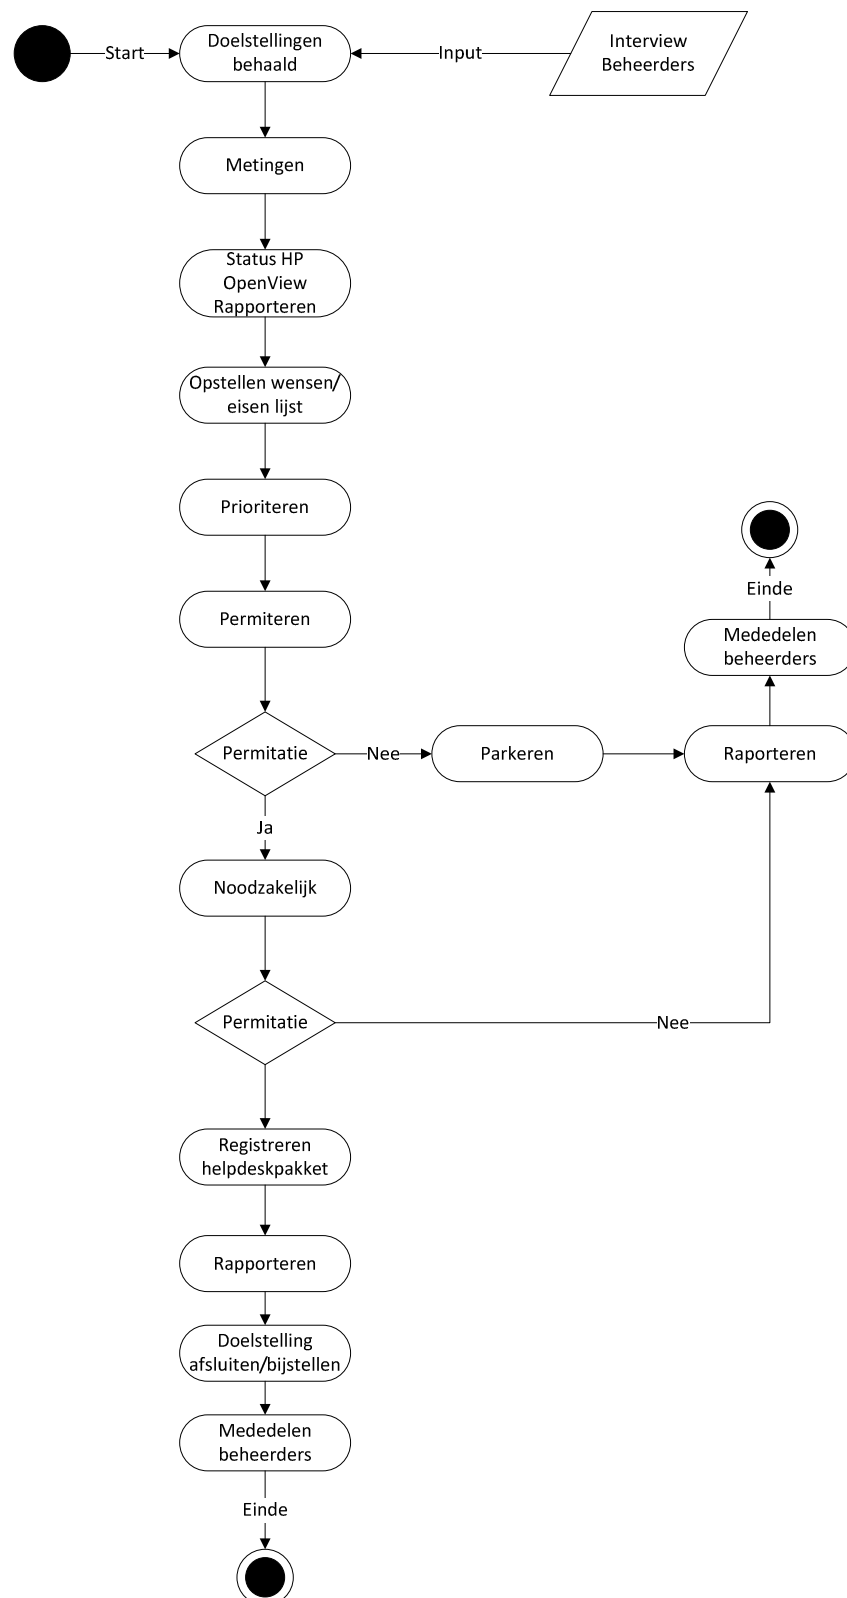 Start
Doelstellingen
behaald
Input
Interview
Beheerders
Metingen
Status HP
OpenView
Rapporteren
Opstellen wensen/
eisen lijst
Prioriteren
Permiteren
Einde
Mededelen
beheerders
Permitatie
Nee
Parkeren
Raporteren
Ja
Noodzakelijk
Permitatie
Nee
Registreren
helpdeskpakket
Rapporteren
Doelstelling
afsluiten/bijstellen
Mededelen
beheerders
Einde